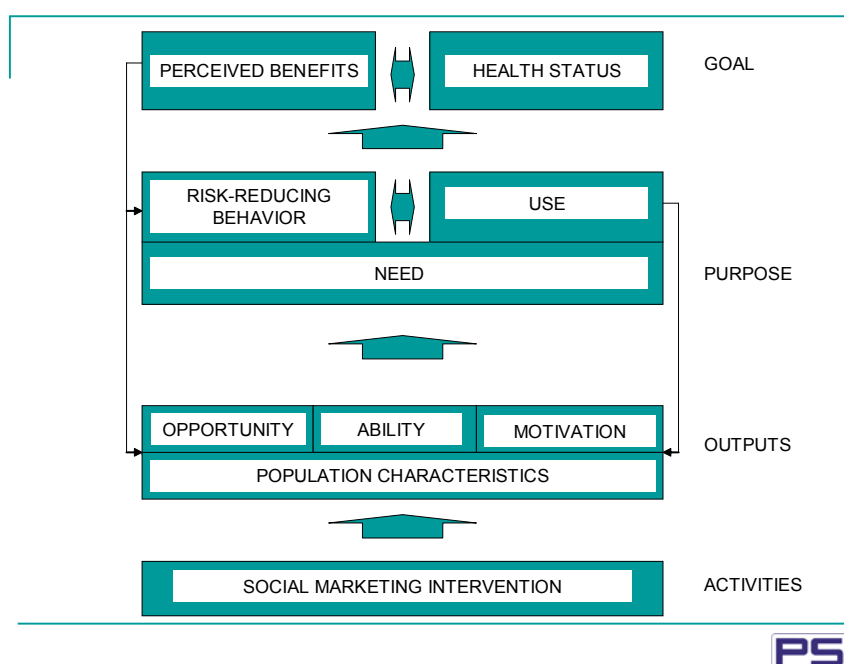 PERCEIVED BENEFITS
HEALTH STATUS
GOAL
RISK-REDUCING
BEHAVIOR
USE
NEED
PURPOSE
OPPORTUNITY
ABILITY
MOTIVATION
OUTPUTS
POPULATION CHARACTERISTICS
SOCIAL MARKETING INTERVENTION
ACTIVITIES
PS